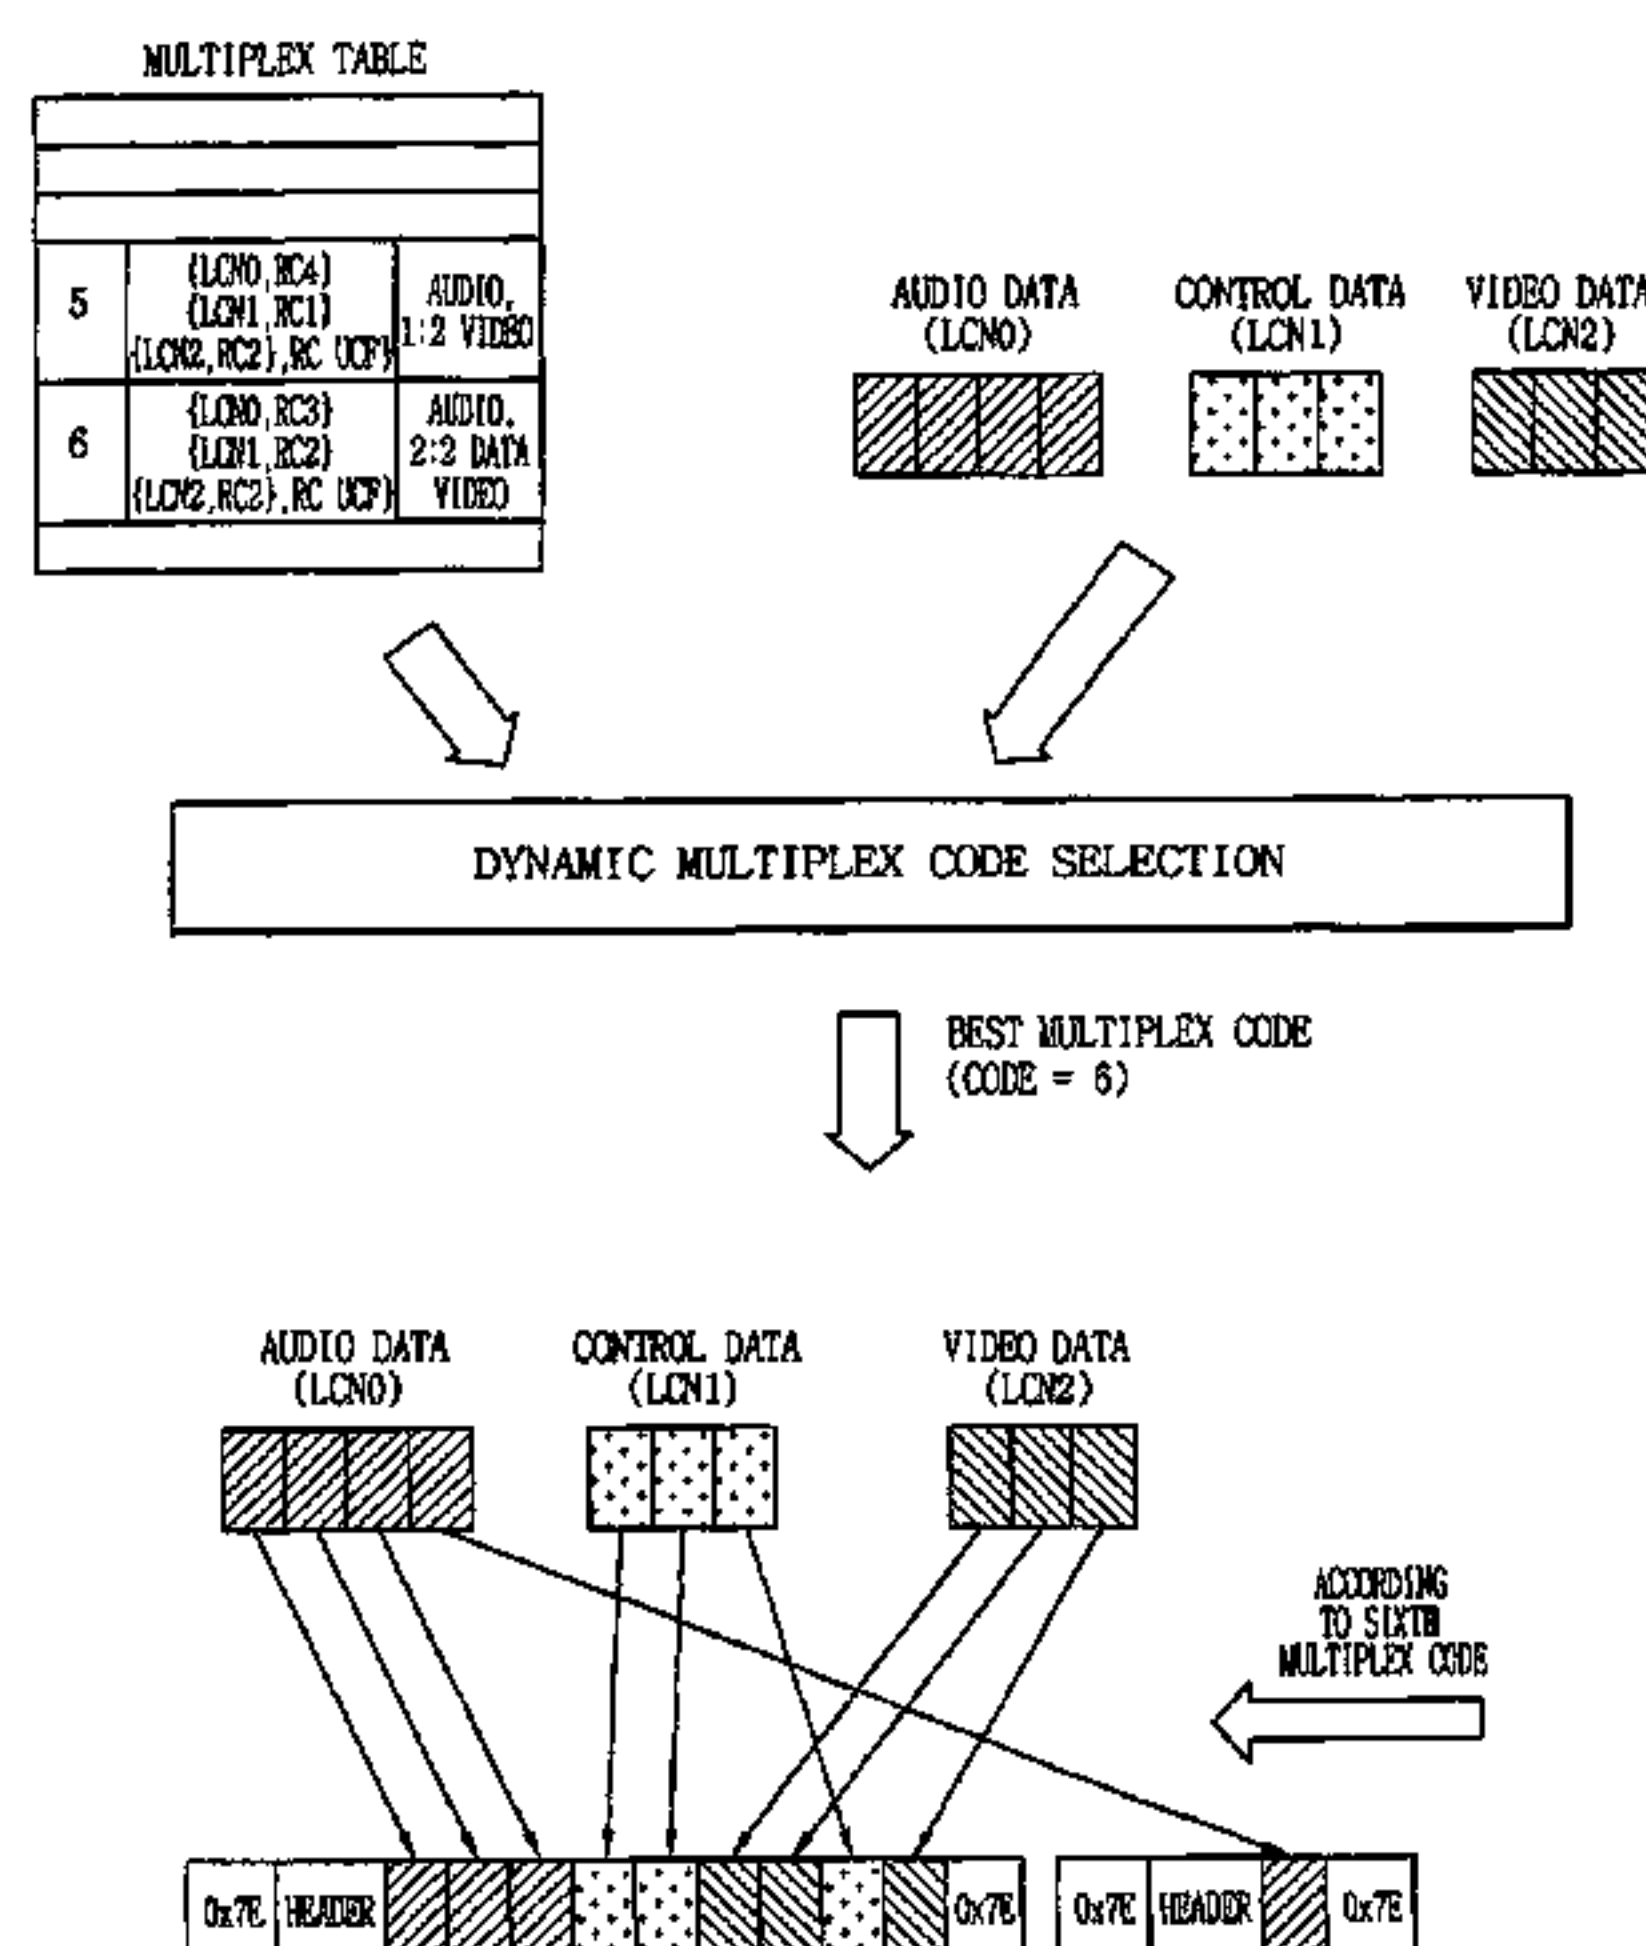 MULTIPLEX TABLE
5
{LCN0,RC4}
{LCN1,RC1}
{LCN2,RC2},RC UCF}
AUDIO,
1:2 VIDEO
6
{LCN0,RC3}
{LCN1,RC2}
{LCN2,RC2},RC UCF}
AUDIO,
2:2 DATA
VIDEO
AUDIO DATA
(LCN0)
CONTROL DATA
(LCN1)
VIDEO DATA
(LCN2)
DYNAMIC MULTIPLEX CODE SELECTION
BEST MULTIPLEX CODE
(CODE = 6)
AUDIO DATA
(LCN0)
CONTROL DATA
(LCN1)
VIDEO DATA
(LCN2)
ACCORDING
TO SIXTH
MULTIPLEX CODE
0x7E HEADER 0x7E 0x7E HEADER 0x7E